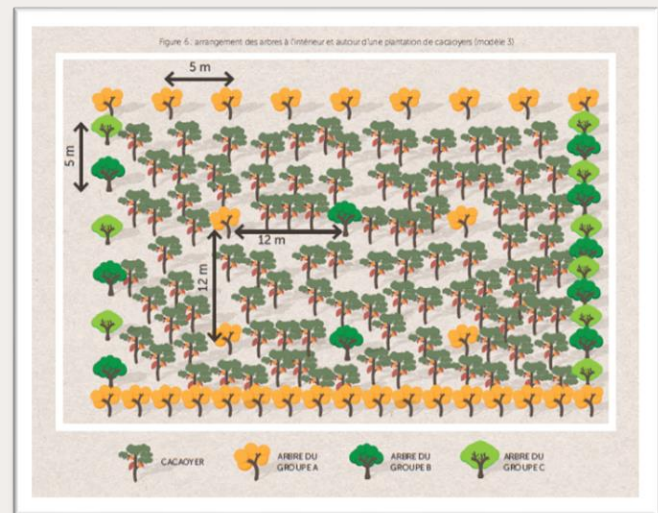 Figure 6 : arrangement des arbres à l'intérieur et autour d'une plantation de cacaoyers (modèle 3)
5 m
5 m
12 m
12 m
CACAOYER
ARBRE DU
GROUPE A
ARBRE DU
GROUPE B
ARBRE DU
GROUPE C